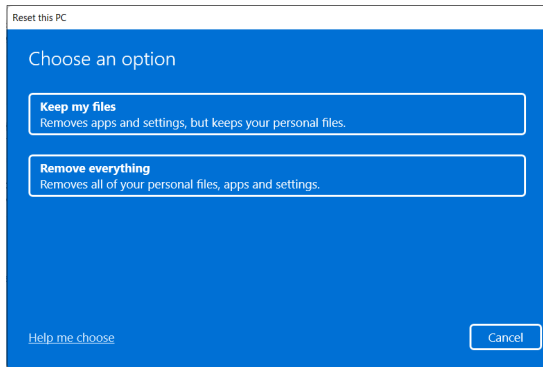 Reset this PC
Choose an option
Keep my files
Removes apps and settings, but keeps your personal files.
Remove everything
Removes all of your personal files, apps and settings.
Help me choose
Cancel